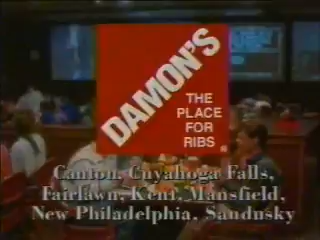 DAMON'S
THE
PLACE
FOR
RIBS.
Canton, Cuyahoga Falls,
Fairlawn, Kent, Mansfield,
New Philadelphia, Sandusky